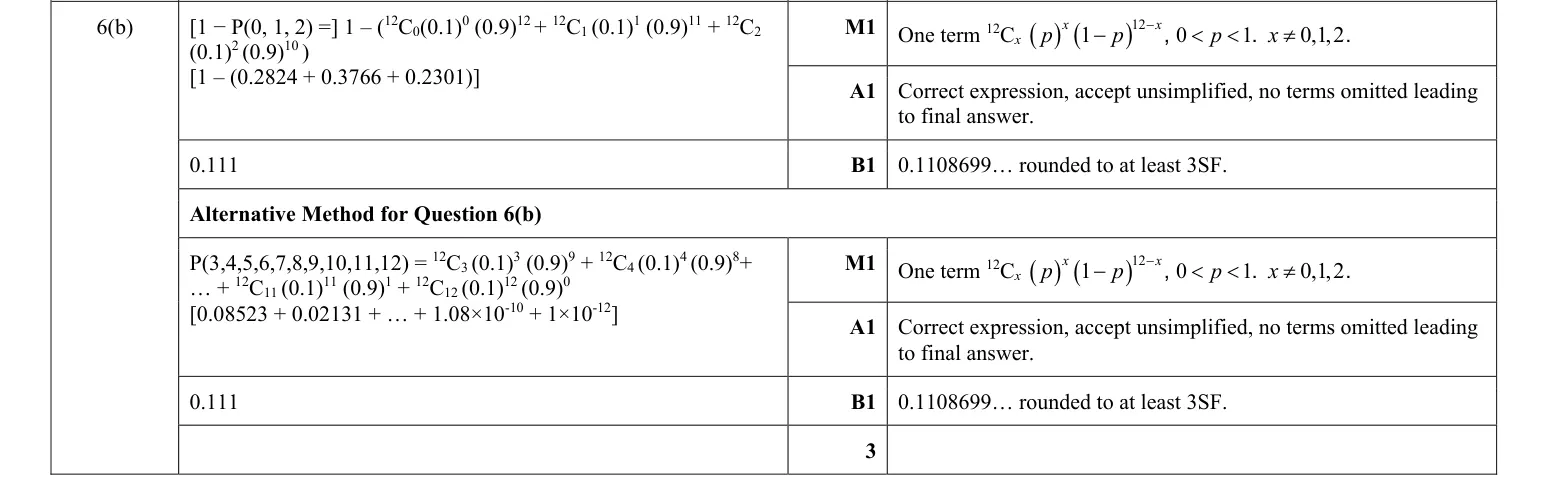 6(b)
[1 − P(0, 1, 2) =] 1 – (¹²C₀(0.1)⁰ (0.9)¹² + ¹²C₁ (0.1)¹ (0.9)¹¹ + ¹²C₂
(0.1)² (0.9)¹⁰ )
[1 – (0.2824 + 0.3766 + 0.2301)]
M1
One term ¹²Cₓ (p)ˣ(1−p)¹²⁻ˣ, 0 < p < 1. x ≠ 0,1,2.
A1
Correct expression, accept unsimplified, no terms omitted leading
to final answer.
0.111
B1
0.1108699… rounded to at least 3SF.
Alternative Method for Question 6(b)
P(3,4,5,6,7,8,9,10,11,12) = ¹²C₃ (0.1)³ (0.9)⁹ + ¹²C₄ (0.1)⁴ (0.9)⁸+
… + ¹²C₁₁ (0.1)¹¹ (0.9)¹ + ¹²C₁₂ (0.1)¹² (0.9)⁰
[0.08523 + 0.02131 + … + 1.08×10⁻¹⁰ + 1×10⁻¹²]
M1
One term ¹²Cₓ (p)ˣ(1−p)¹²⁻ˣ, 0 < p < 1. x ≠ 0,1,2.
A1
Correct expression, accept unsimplified, no terms omitted leading
to final answer.
0.111
B1
0.1108699… rounded to at least 3SF.
3